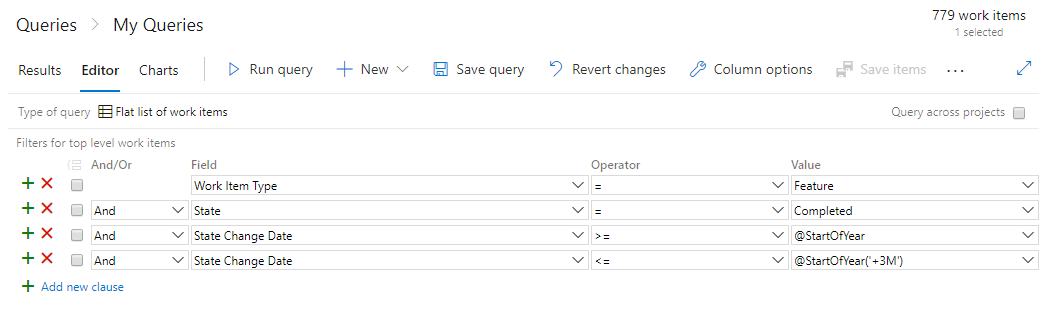 Queries > My Queries
779 work items
1 selected
Results Editor Charts Run query New Save query Revert changes Column options Save items ...
Type of query Flat list of work items Query across projects
Filters for top level work items
And/Or Field Operator Value
Work Item Type = Feature
And State = Completed
And State Change Date >= @StartOfYear
And State Change Date <= @StartOfYear('+3M')
Add new clause